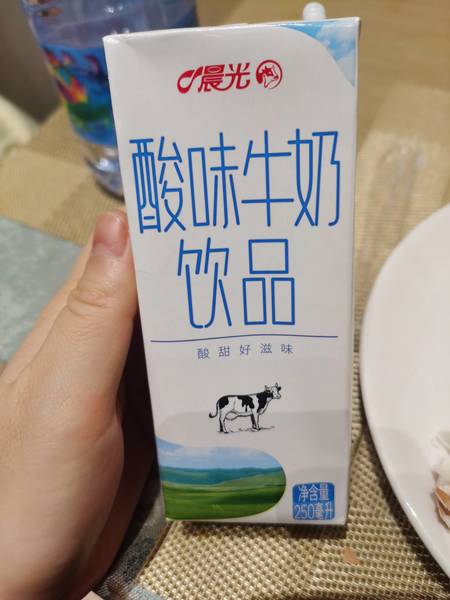 晨光
酸味牛奶
饮品
酸甜好滋味
净含量
250毫升